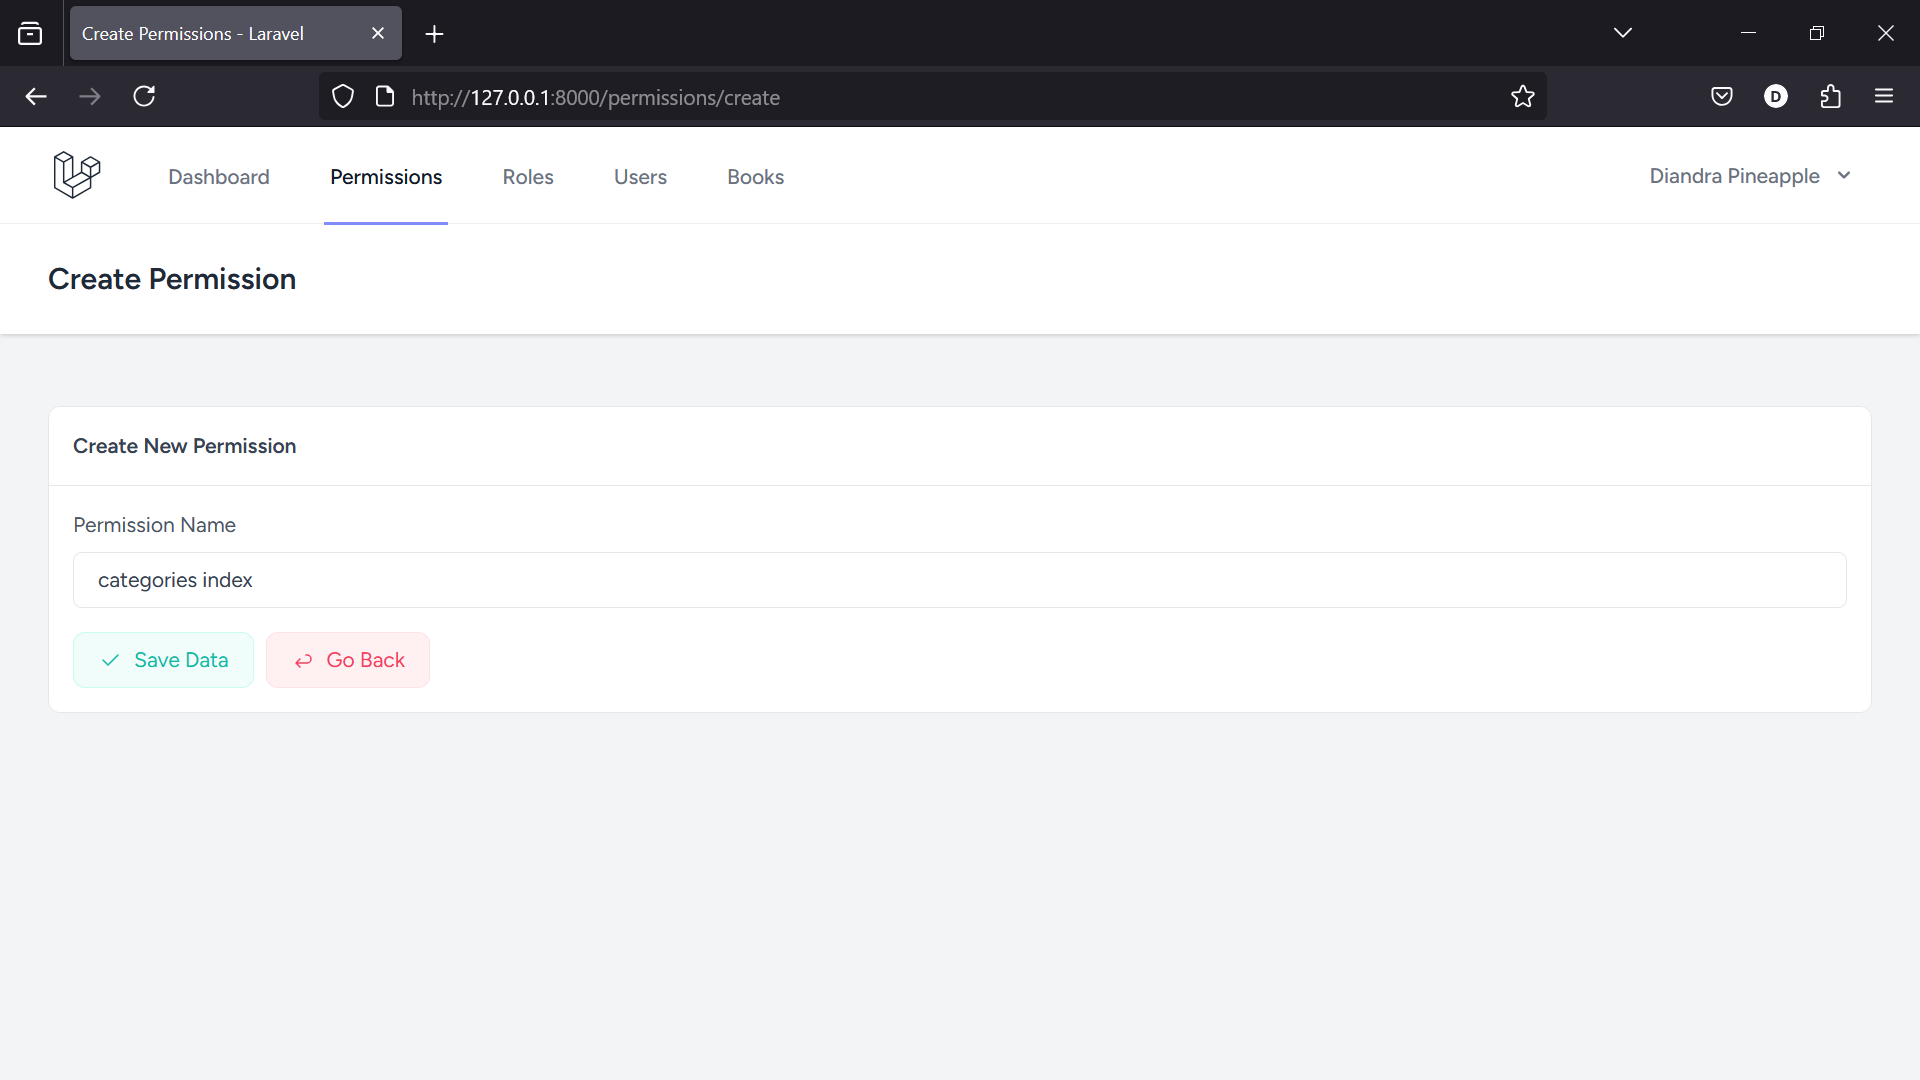 Create Permissions - Laravel
http://127.0.0.1:8000/permissions/create
D
Dashboard Permissions Roles Users Books Diandra Pineapple
Create Permission
Create New Permission
Permission Name
categories index
Save Data Go Back